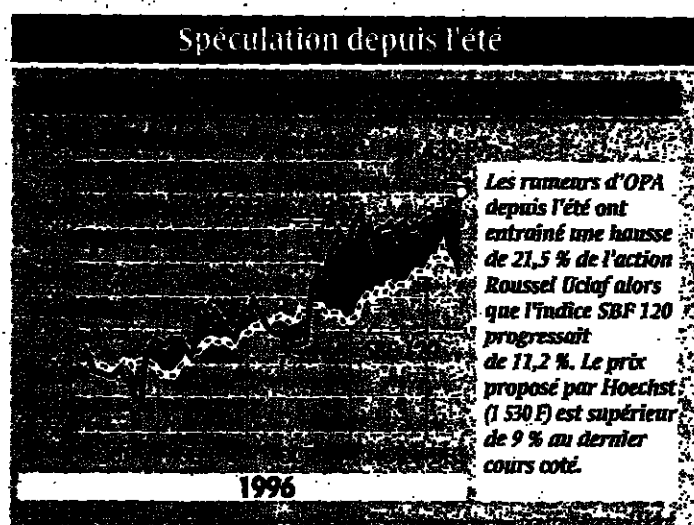 Spéculation depuis l'été
Les rumeurs d'OPA
depuis l'été ont
entraîné une hausse
de 21,5 % de l'action
Roussel Uclaf alors
que l'indice SBF 120
progressait
de 11,2 %. Le prix
proposé par Hoechst
(1 530 F) est supérieur
de 9 % au dernier
cours coté.
1996